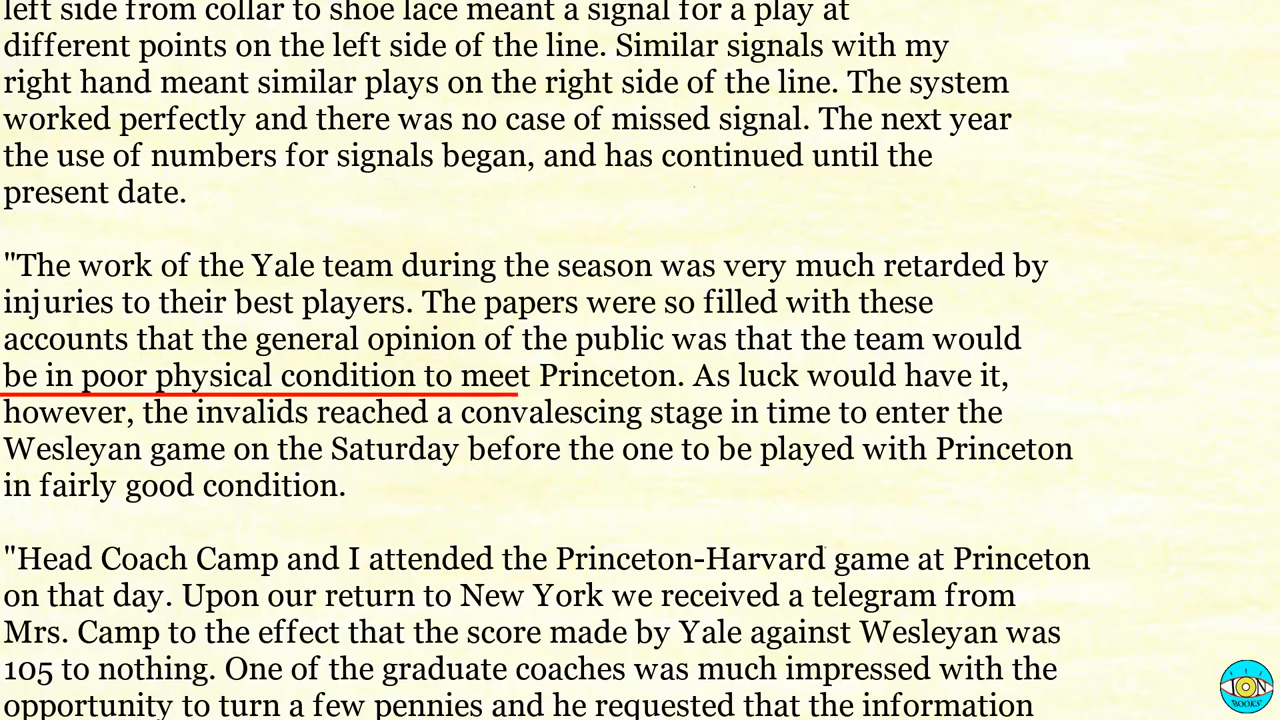 left side from collar to shoe lace meant a signal for a play at
different points on the left side of the line. Similar signals with my
right hand meant similar plays on the right side of the line. The system
worked perfectly and there was no case of missed signal. The next year
the use of numbers for signals began, and has continued until the
present date.
"The work of the Yale team during the season was very much retarded by
injuries to their best players. The papers were so filled with these
accounts that the general opinion of the public was that the team would
be in poor physical condition to meet Princeton. As luck would have it,
however, the invalids reached a convalescing stage in time to enter the
Wesleyan game on the Saturday before the one to be played with Princeton
in fairly good condition.
"Head Coach Camp and I attended the Princeton-Harvard game at Princeton
on that day. Upon our return to New York we received a telegram from
Mrs. Camp to the effect that the score made by Yale against Wesleyan was
105 to nothing. One of the graduate coaches was much impressed with the
opportunity to turn a few pennies and he requested that the information
ION
BOOKS